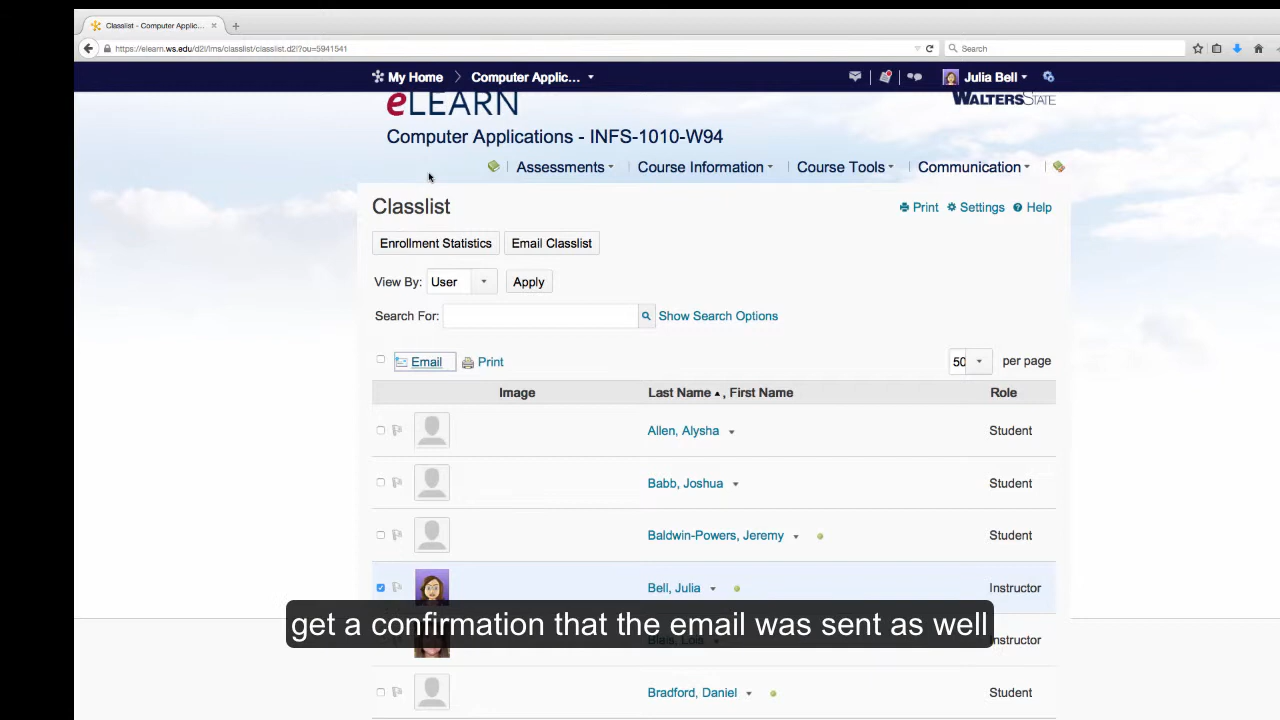 Classlist - Computer Applic...
https://elearn.ws.edu/d2l/lms/classlist/classlist.d2l?ou=5941541
Search
My Home
Computer Applic...
Julia Bell
eLEARN
WALTERS STATE
Computer Applications - INFS-1010-W94
Assessments
Course Information
Course Tools
Communication
Classlist
Print
Settings
Help
Enrollment Statistics
Email Classlist
View By:
User
Apply
Search For:
Show Search Options
Email
Print
50
per page
Image
Last Name , First Name
Role
Allen, Alysha
Student
Babb, Joshua
Student
Baldwin-Powers, Jeremy
Student
Bell, Julia
Instructor
get a confirmation that the email was sent as well
Instructor
Bradford, Daniel
Student